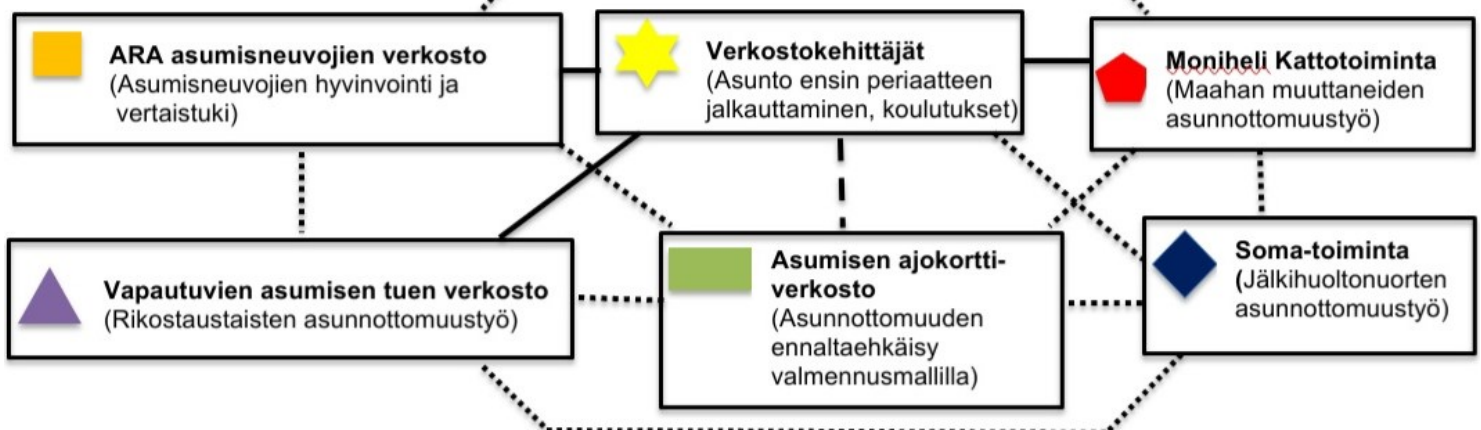 ARA asumisneuvojien verkosto
(Asumisneuvojien hyvinvointi ja
vertaistuki)
Verkostokehittäjät
(Asunto ensin periaatteen
jalkauttaminen, koulutukset)
Moniheli Kattotoiminta
(Maahan muuttaneiden
asunnottomuustyö)
Vapautuvien asumisen tuen verkosto
(Rikostaustaisten asunnottomuustyö)
Asumisen ajokortti-
verkosto
(Asunnottomuuden
ennaltaehkäisy
valmennusmallilla)
Soma-toiminta
(Jälkihuoltonuorten
asunnottomuustyö)